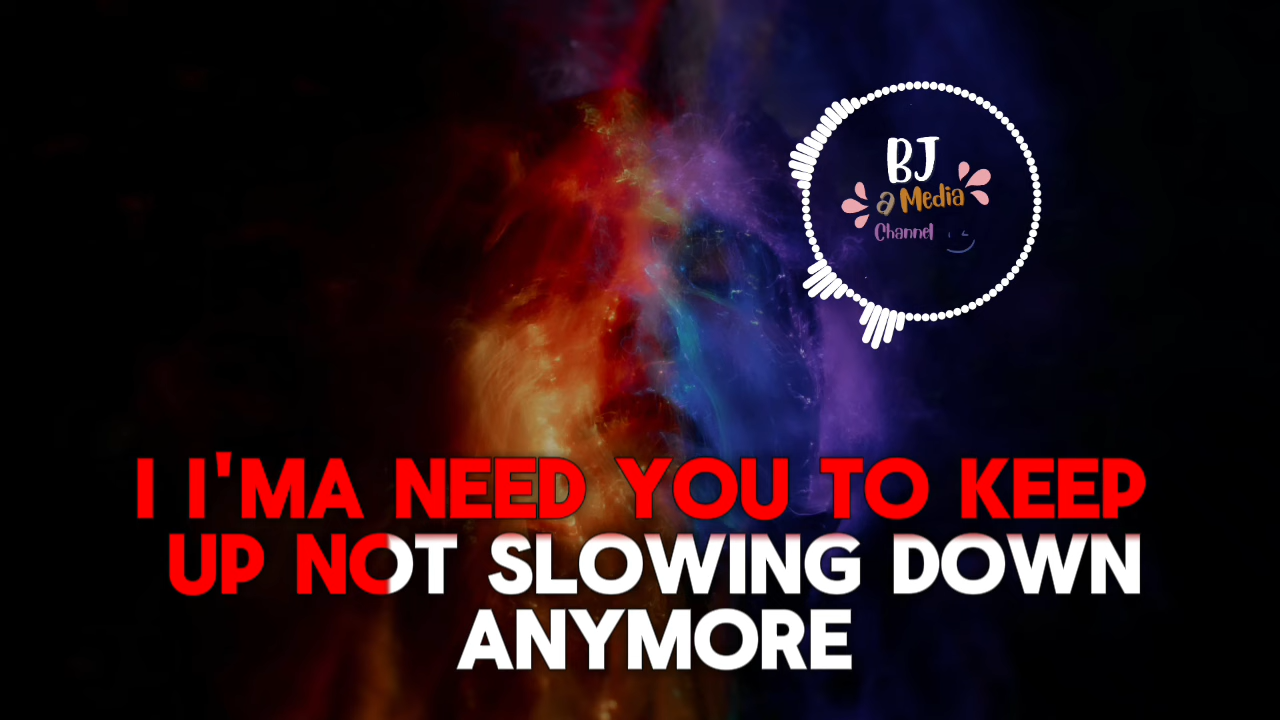 BJ
a Media
Channel
I I'MA NEED YOU TO KEEP
UP NOT SLOWING DOWN
ANYMORE